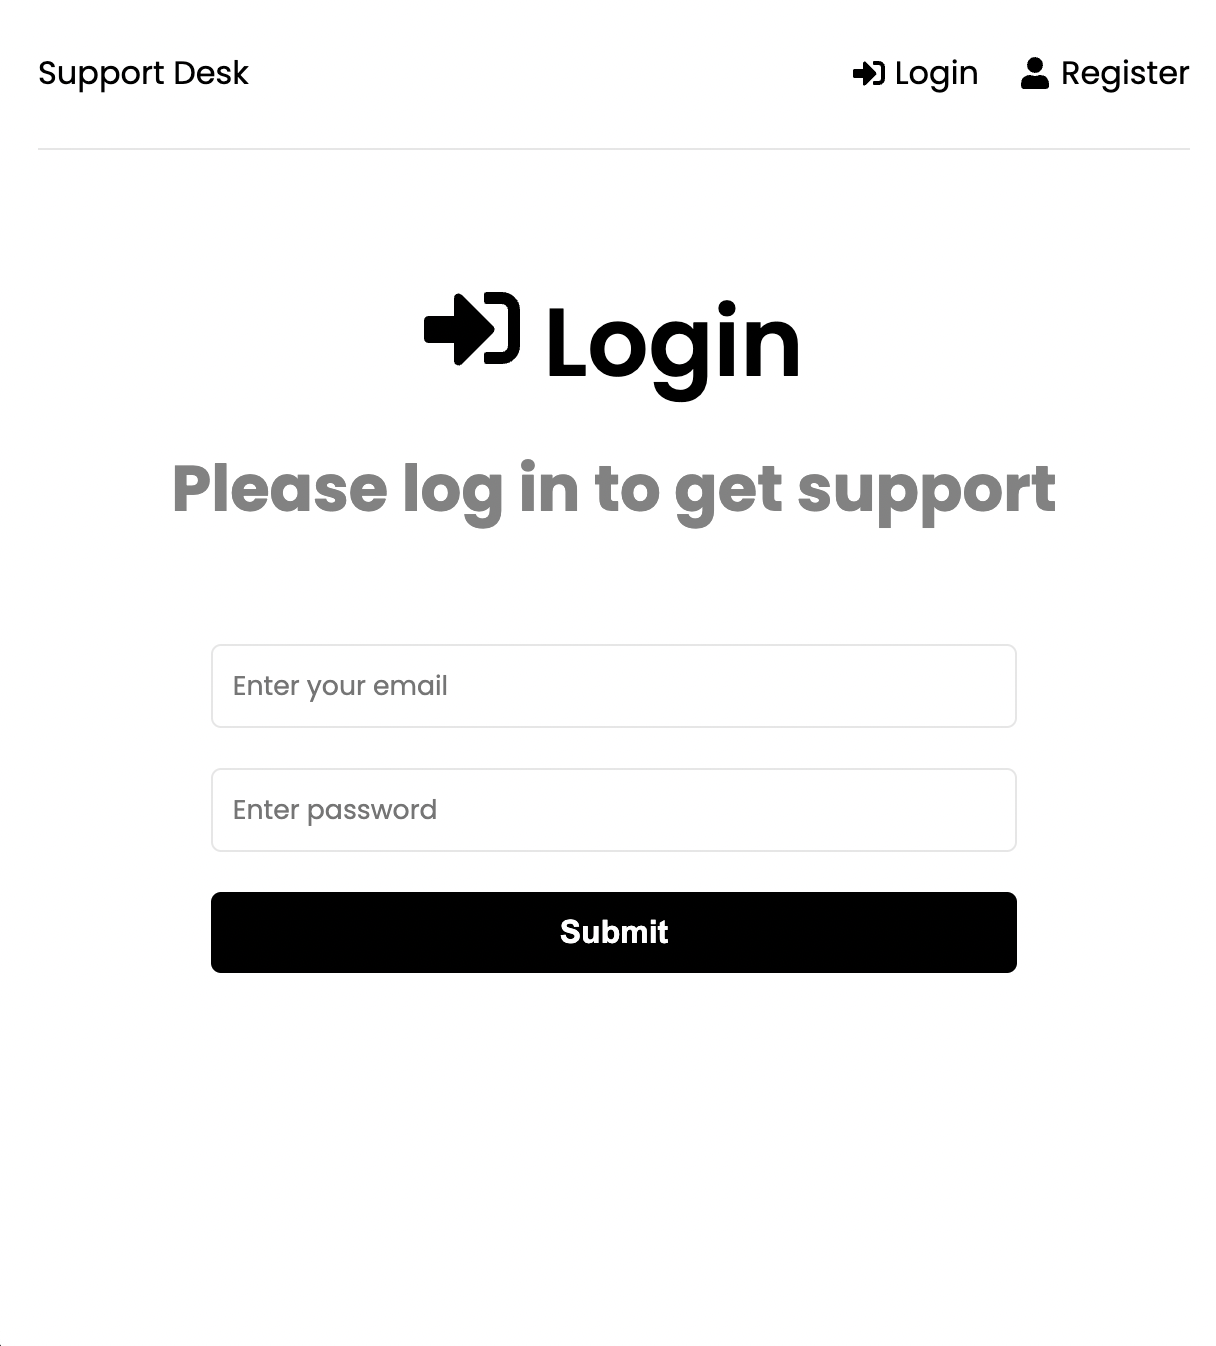 Support Desk
Login
Register
Login
Please log in to get support
Enter your email
Enter password
Submit